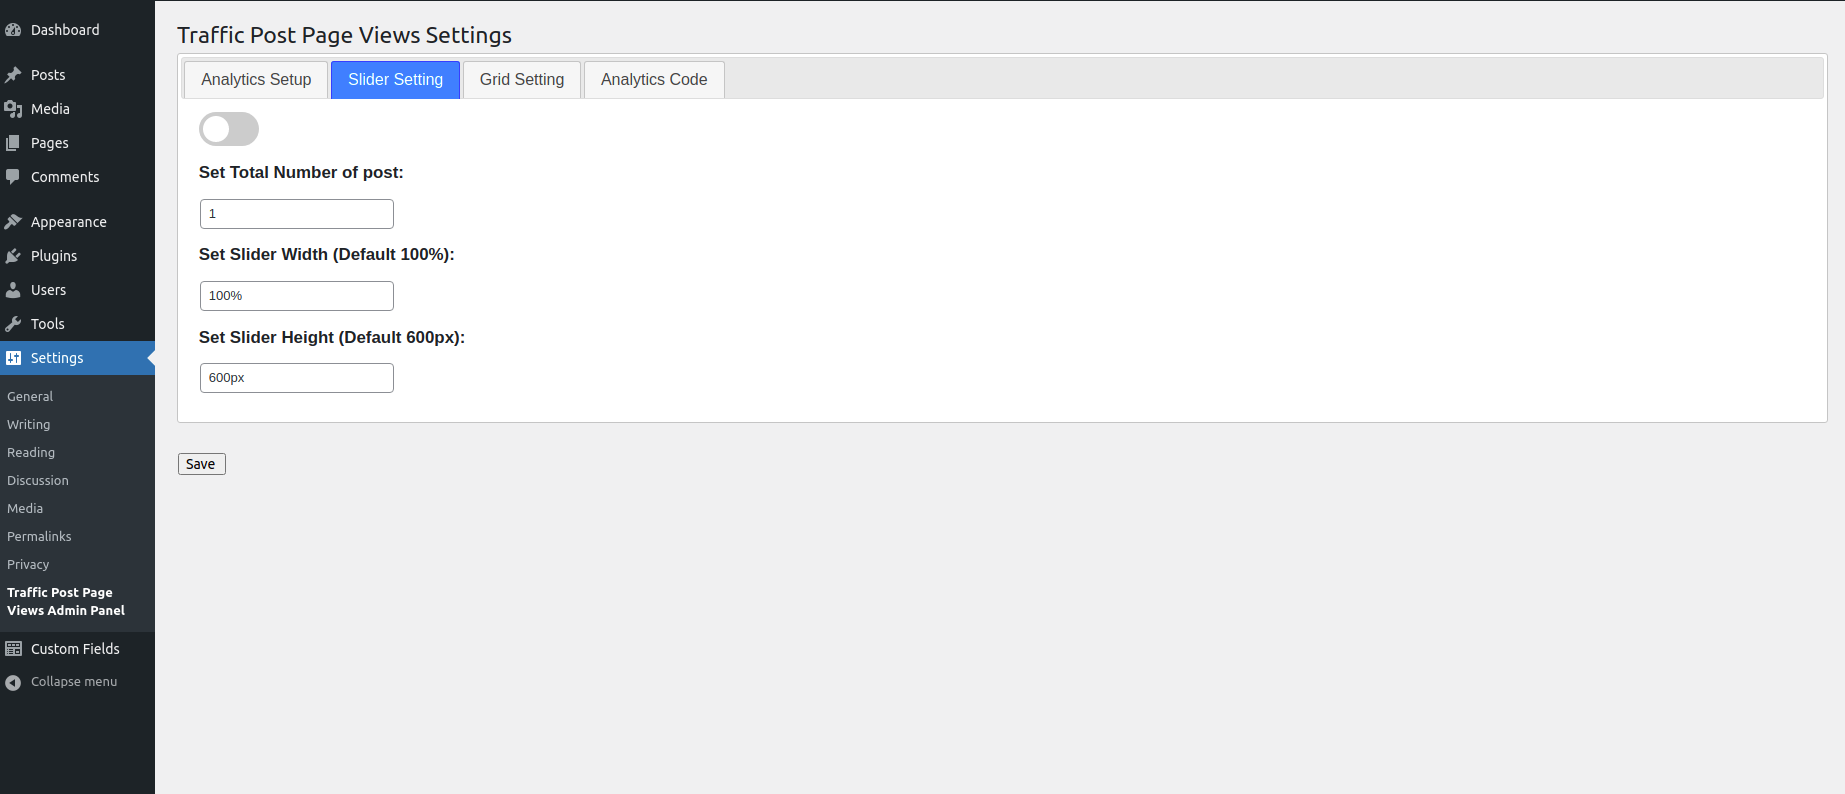 Dashboard
Posts
Media
Pages
Comments
Appearance
Plugins
Users
Tools
Settings
General
Writing
Reading
Discussion
Media
Permalinks
Privacy
Traffic Post Page
Views Admin Panel
Custom Fields
Collapse menu
Traffic Post Page Views Settings
Analytics Setup
Slider Setting
Grid Setting
Analytics Code
Set Total Number of post:
1
Set Slider Width (Default 100%):
100%
Set Slider Height (Default 600px):
600px
Save